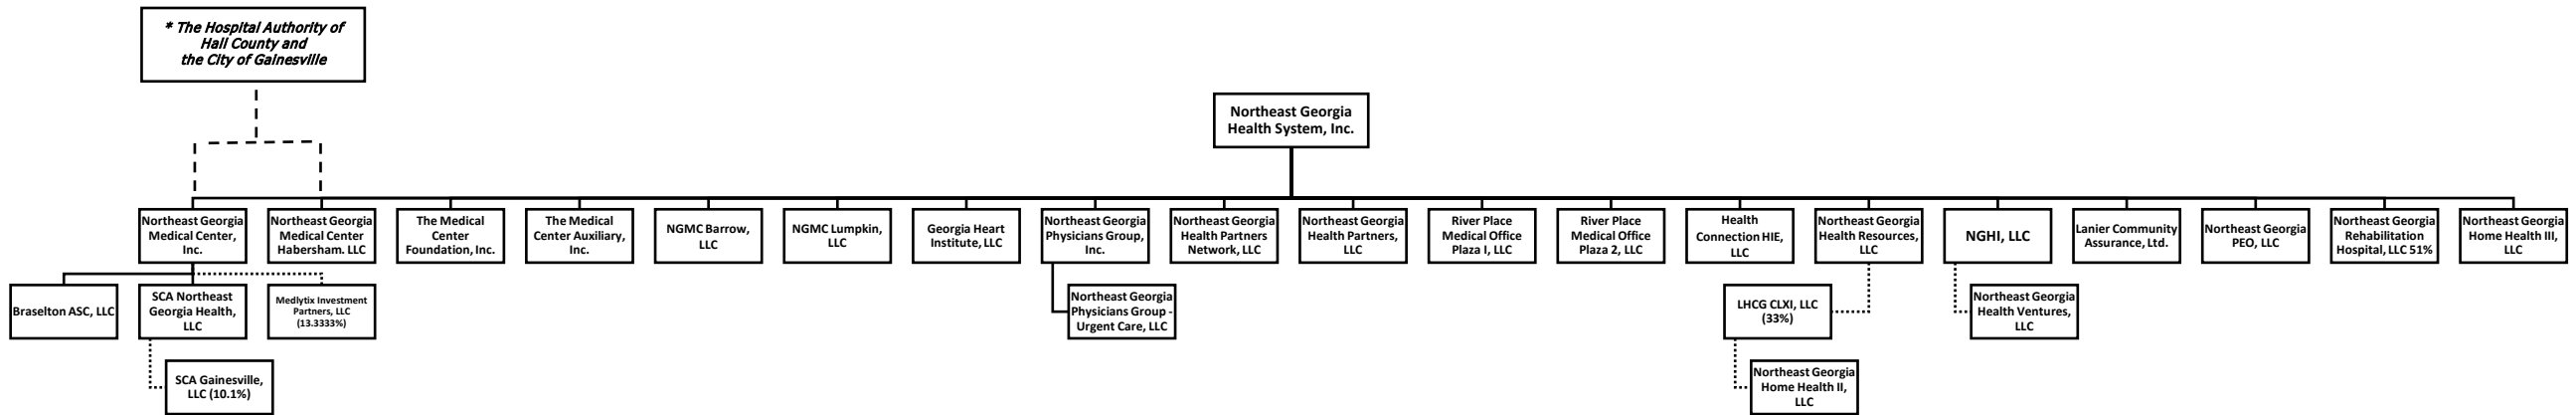 * The Hospital Authority of
Hall County and
the City of Gainesville
Northeast Georgia
Health System, Inc.
Northeast Georgia
Medical Center,
Inc.
Northeast Georgia
Medical Center
Habersham. LLC
The Medical
Center
Foundation, Inc.
The Medical
Center Auxiliary,
Inc.
NGMC Barrow,
LLC
NGMC Lumpkin,
LLC
Georgia Heart
Institute, LLC
Northeast Georgia
Physicians Group,
Inc.
Northeast Georgia
Health Partners
Network, LLC
Northeast Georgia
Health Partners,
LLC
River Place
Medical Office
Plaza I, LLC
River Place
Medical Office
Plaza 2, LLC
Health
Connection HIE,
LLC
Northeast Georgia
Health Resources,
LLC
NGHI, LLC
Lanier Community
Assurance, Ltd.
Northeast Georgia
PEO, LLC
Northeast Georgia
Rehabilitation
Hospital, LLC 51%
Northeast Georgia
Home Health III,
LLC
Braselton ASC, LLC
SCA Northeast
Georgia Health,
LLC
Medlytix Investment
Partners, LLC
(13.3333%)
Northeast Georgia
Physicians Group -
Urgent Care, LLC
LHCG CLXI, LLC
(33%)
Northeast Georgia
Health Ventures,
LLC
SCA Gainesville,
LLC (10.1%)
Northeast Georgia
Home Health II,
LLC